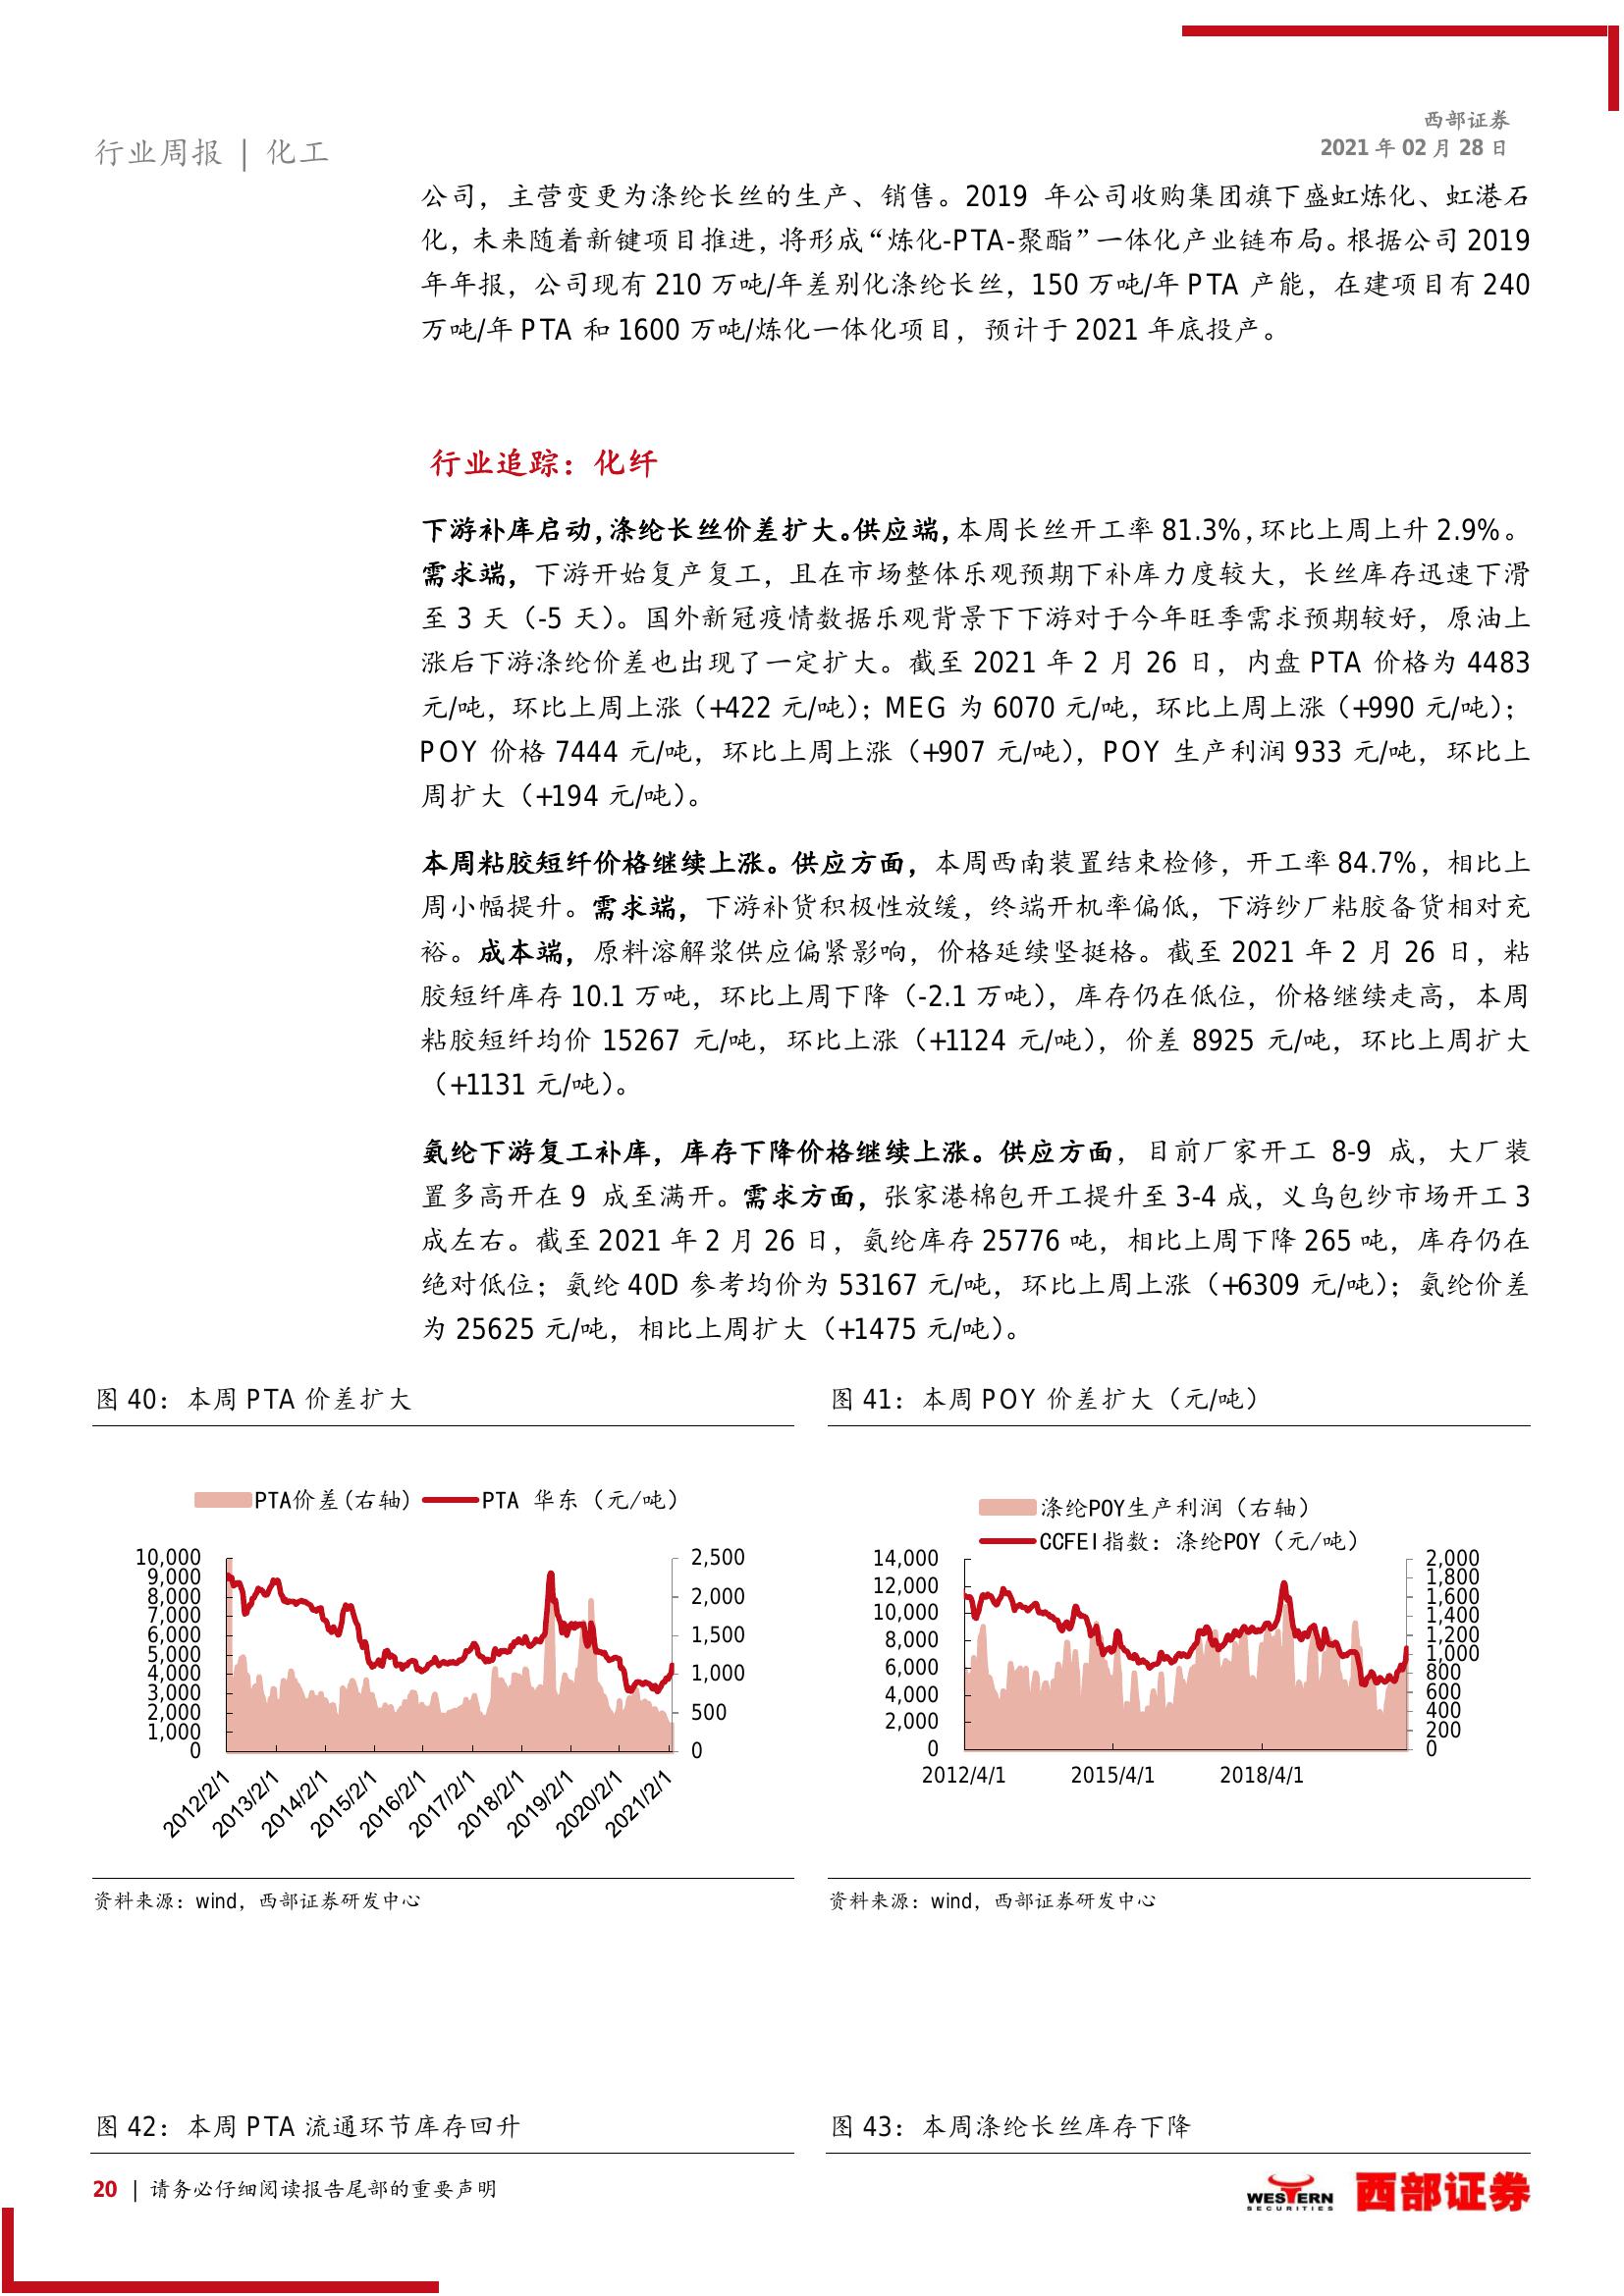 西部证券
行业周报 | 化工
2021 年 02 月 28 日
公司，主营变更为涤纶长丝的生产、销售。2019 年公司收购集团旗下盛虹炼化、虹港石
化，未来随着新键项目推进，将形成“炼化-PTA-聚酯”一体化产业链布局。根据公司 2019
年年报，公司现有 210 万吨/年差别化涤纶长丝，150 万吨/年 PTA 产能，在建项目有 240
万吨/年 PTA 和 1600 万吨/炼化一体化项目，预计于 2021 年底投产。
行业追踪：化纤
下游补库启动，涤纶长丝价差扩大。供应端，本周长丝开工率 81.3%，环比上周上升 2.9%。
需求端，下游开始复产复工，且在市场整体乐观预期下补库力度较大，长丝库存迅速下滑
至 3 天（-5 天）。国外新冠疫情数据乐观背景下下游对于今年旺季需求预期较好，原油上
涨后下游涤纶价差也出现了一定扩大。截至 2021 年 2 月 26 日，内盘 PTA 价格为 4483
元/吨，环比上周上涨（+422 元/吨）；MEG 为 6070 元/吨，环比上周上涨（+990 元/吨）；
POY 价格 7444 元/吨，环比上周上涨（+907 元/吨），POY 生产利润 933 元/吨，环比上
周扩大（+194 元/吨）。
本周粘胶短纤价格继续上涨。供应方面，本周西南装置结束检修，开工率 84.7%，相比上
周小幅提升。需求端，下游补货积极性放缓，终端开机率偏低，下游纱厂粘胶备货相对充
裕。成本端，原料溶解浆供应偏紧影响，价格延续坚挺格。截至 2021 年 2 月 26 日，粘
胶短纤库存 10.1 万吨，环比上周下降（-2.1 万吨），库存仍在低位，价格继续走高，本周
粘胶短纤均价 15267 元/吨，环比上涨（+1124 元/吨），价差 8925 元/吨，环比上周扩大
（+1131 元/吨）。
氨纶下游复工补库，库存下降价格继续上涨。供应方面，目前厂家开工 8-9 成，大厂装
置多高开在 9 成至满开。需求方面，张家港棉包开工提升至 3-4 成，义乌包纱市场开工 3
成左右。截至 2021 年 2 月 26 日，氨纶库存 25776 吨，相比上周下降 265 吨，库存仍在
绝对低位；氨纶 40D 参考均价为 53167 元/吨，环比上周上涨（+6309 元/吨）；氨纶价差
为 25625 元/吨，相比上周扩大（+1475 元/吨）。
图 40：本周 PTA 价差扩大
PTA价差(右轴) PTA 华东（元/吨）
10,000
9,000
8,000
7,000
6,000
5,000
4,000
3,000
2,000
1,000
0
2,500
2,000
1,500
1,000
500
0
2012/2/1
2013/2/1
2014/2/1
2015/2/1
2016/2/1
2017/2/1
2018/2/1
2019/2/1
2020/2/1
2021/2/1
资料来源：wind，西部证券研发中心
图 41：本周 POY 价差扩大（元/吨）
涤纶POY生产利润（右轴）
CCFEI指数：涤纶POY（元/吨）
14,000
12,000
10,000
8,000
6,000
4,000
2,000
0
2,000
1,800
1,600
1,400
1,200
1,000
800
600
400
200
0
2012/4/1
2015/4/1
2018/4/1
资料来源：wind，西部证券研发中心
图 42：本周 PTA 流通环节库存回升
图 43：本周涤纶长丝库存下降
20 | 请务必仔细阅读报告尾部的重要声明
WESTERN
SECURITIES
西部证券